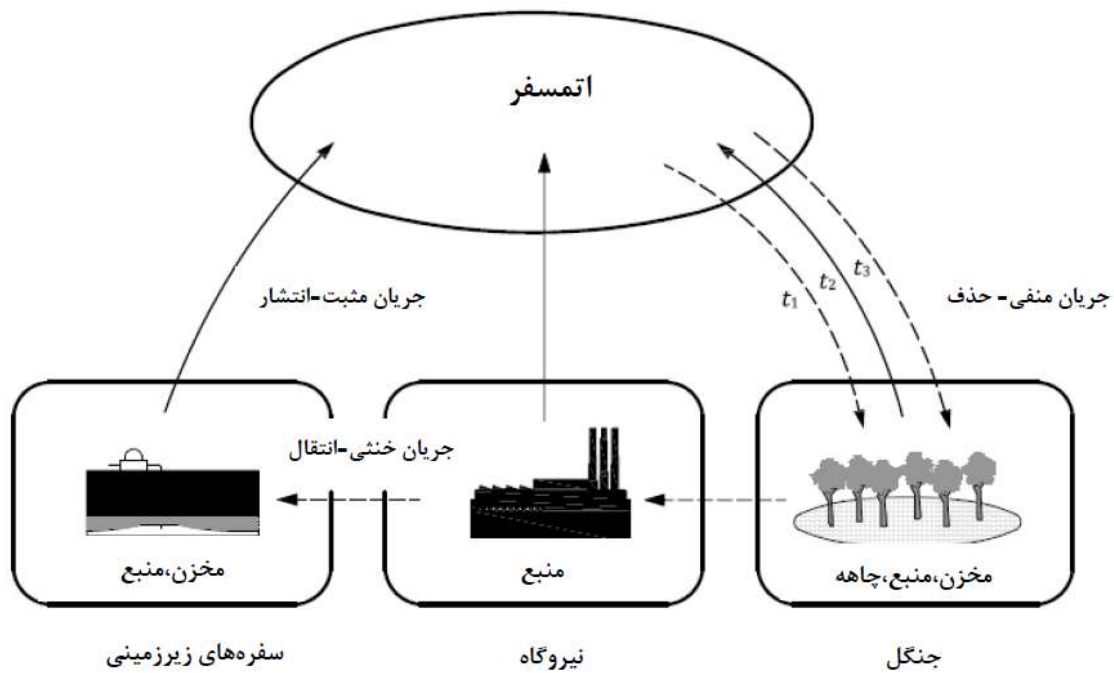 اتمسفر
جریان مثبت-انتشار
t₁
t₂
t₃
جریان منفی- حذف
جریان خنثی-انتقال
مخزن،منبع،چاهه
منبع
مخزن،منبع
جنگل
نیروگاه
سفره‌های زیرزمینی